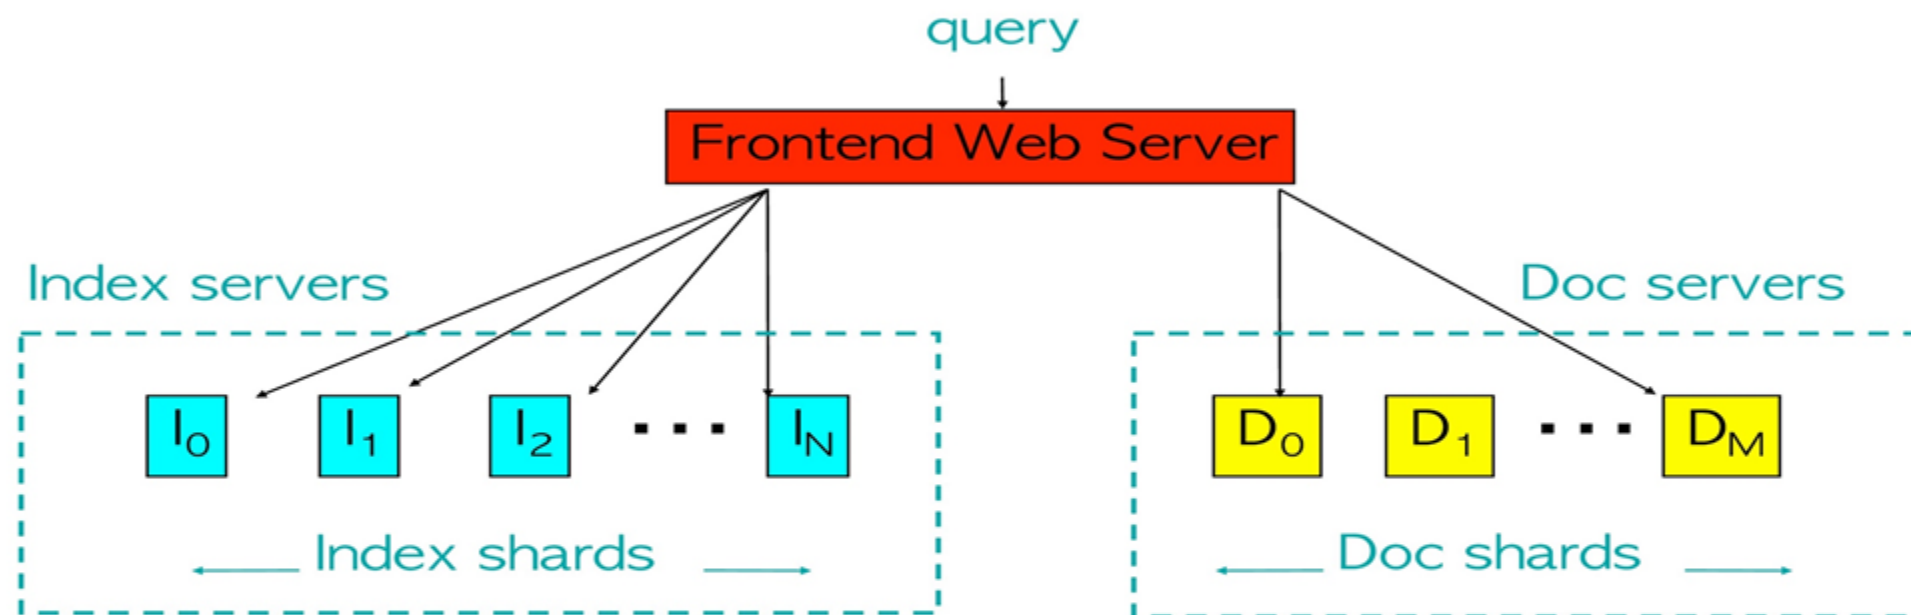 query
Frontend Web Server
Index servers
Doc servers
I0 I1 I2 ... IN
D0 D1 ... DM
Index shards
Doc shards